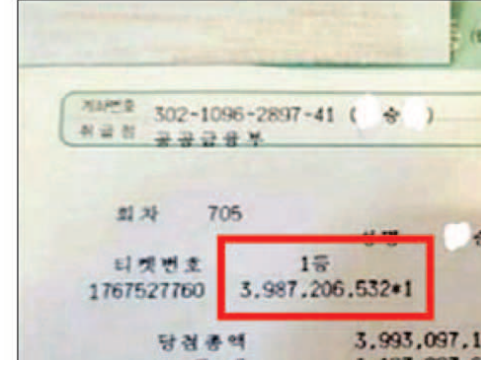 계좌번호 302-1096-2897-41 ( 승 )
취급점 공공금융부
회차 705
성명
티켓번호 1등
1767527760 3,987,206,532*1
당첨총액 3,993,097,1